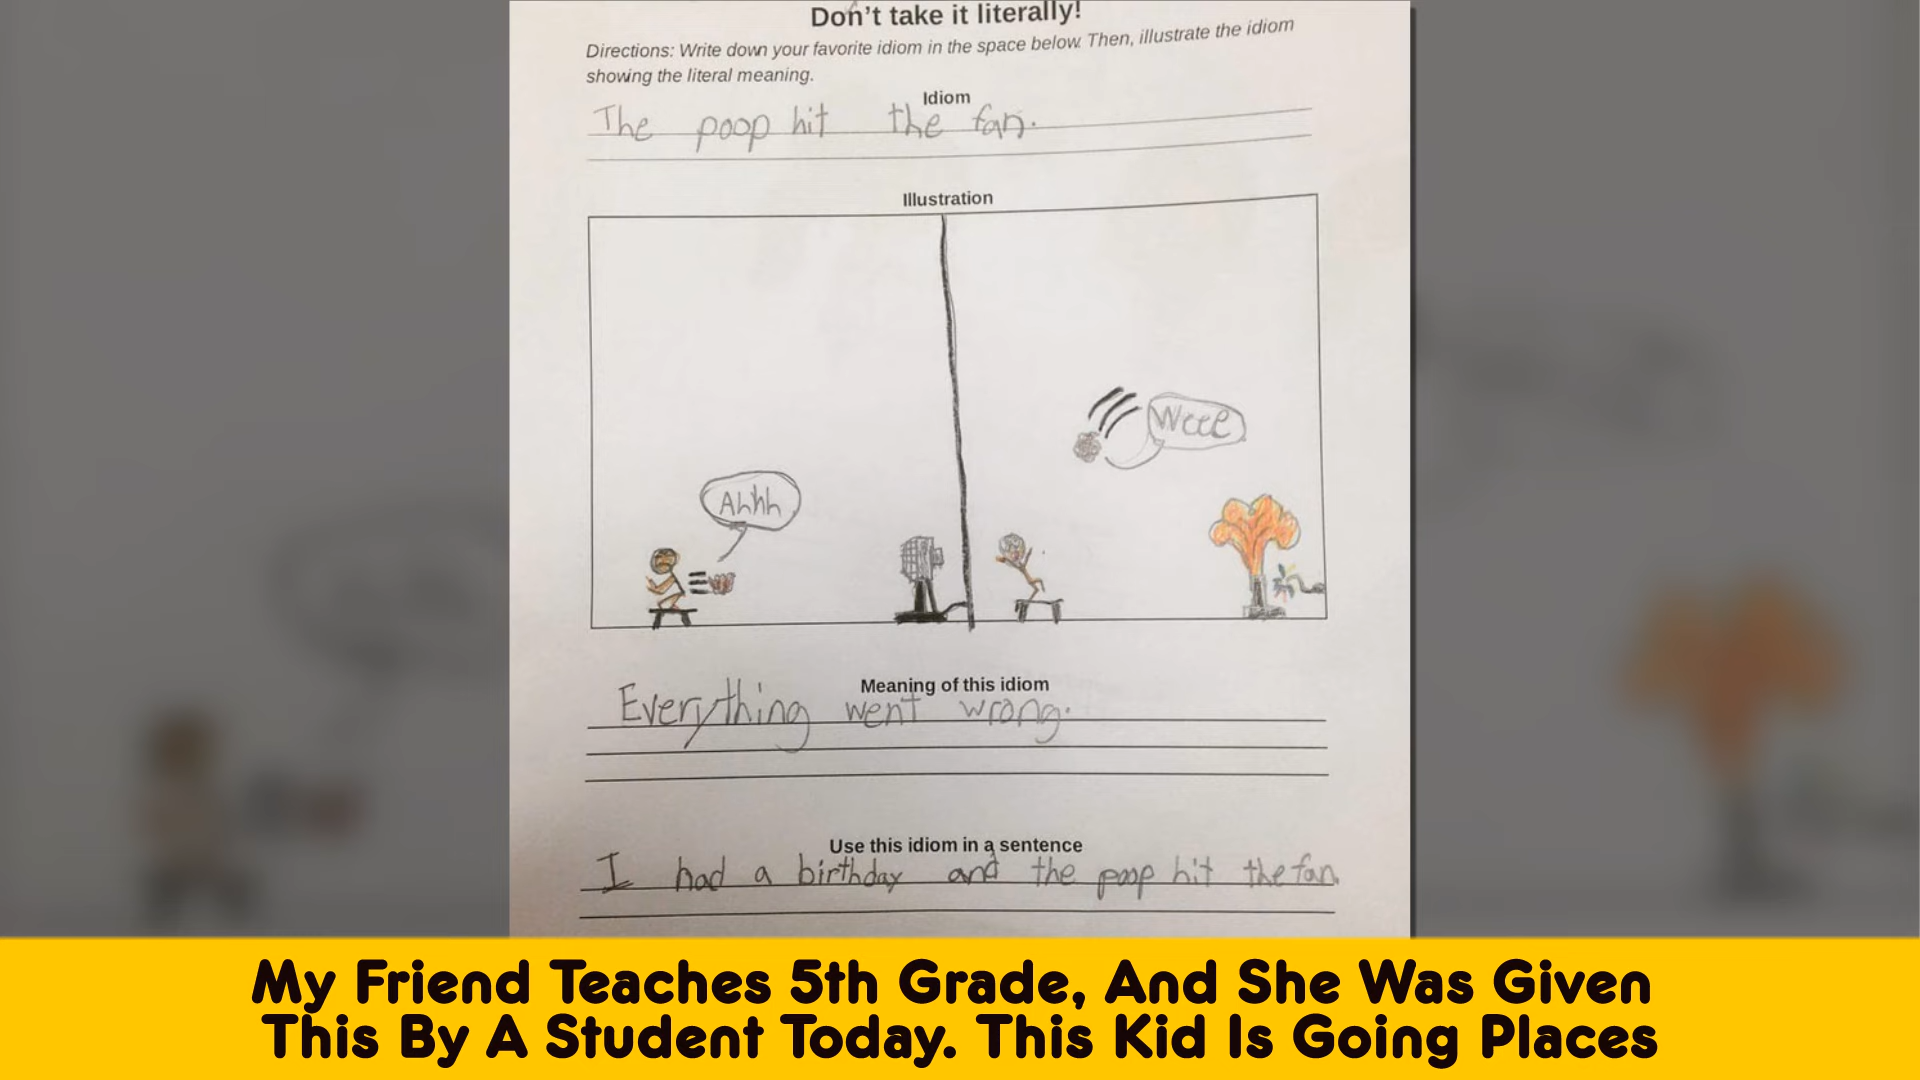 Don't take it literally!
Directions: Write down your favorite idiom in the space below. Then, illustrate the idiom
showing the literal meaning.
Idiom
The poop hit the fan.
Illustration
Ahhh
Weee
Meaning of this idiom
Everything went wrong.
Use this idiom in a sentence
I had a birthday and the poop hit the fan.
My Friend Teaches 5th Grade, And She Was Given
This By A Student Today. This Kid Is Going Places